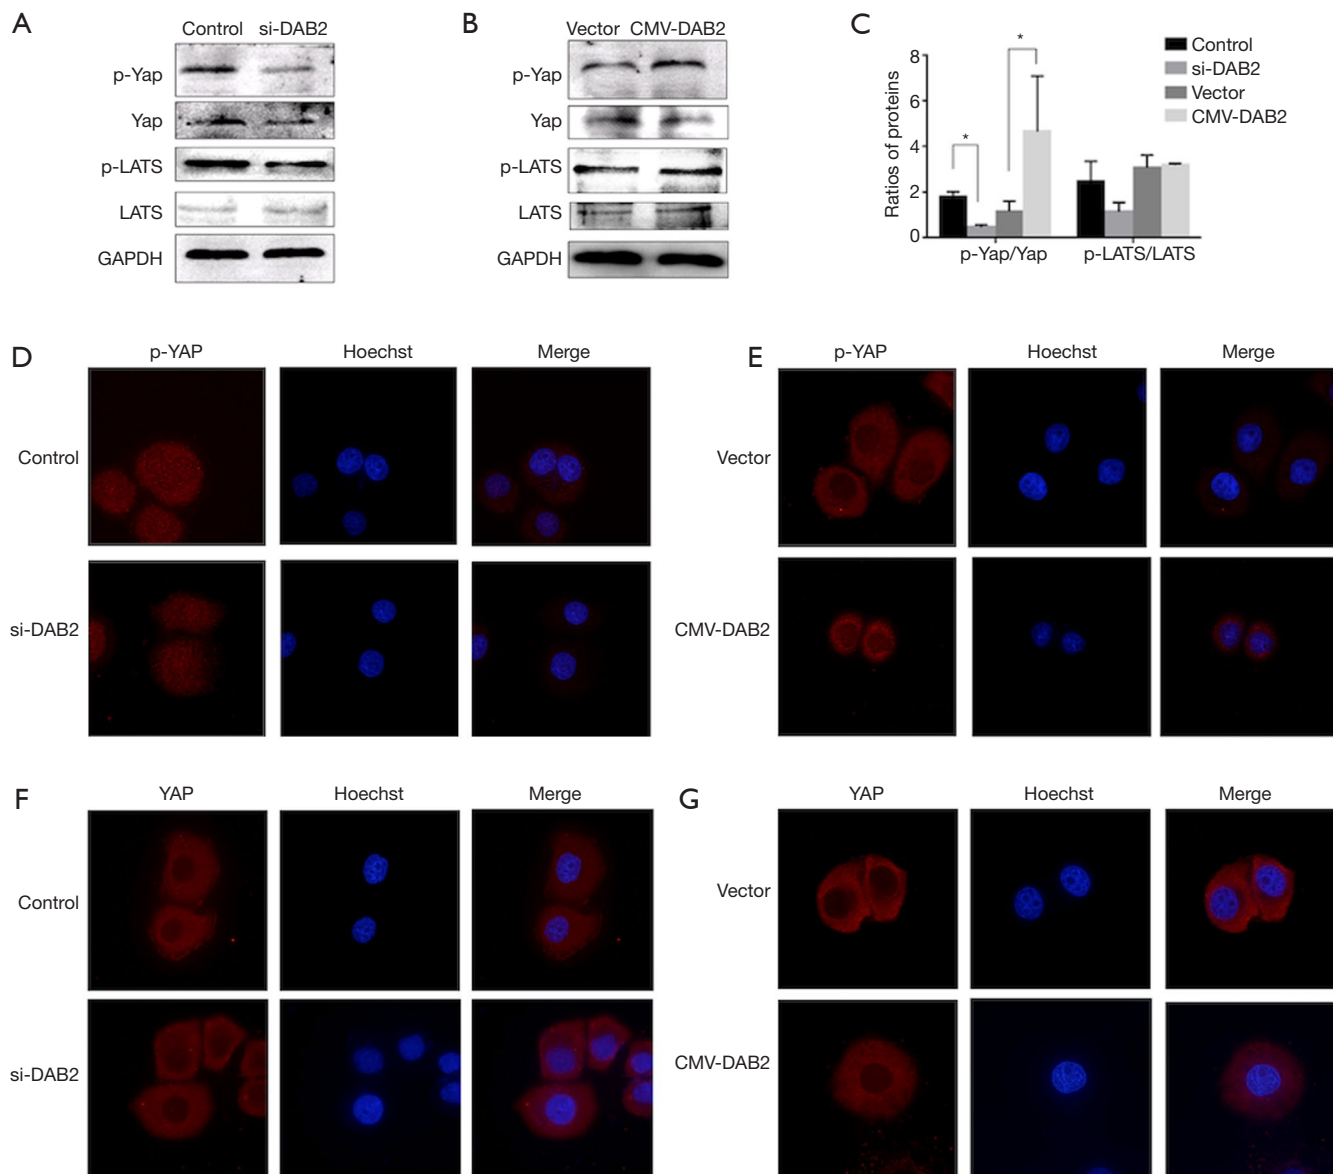 A
Control si-DAB2
p-Yap
Yap
p-LATS
LATS
GAPDH
B
Vector CMV-DAB2
p-Yap
Yap
p-LATS
LATS
GAPDH
C
Ratios of proteins
8
6
4
2
0
*
*
p-Yap/Yap p-LATS/LATS
Control
si-DAB2
Vector
CMV-DAB2
D
p-YAP Hoechst Merge
Control
si-DAB2
E
p-YAP Hoechst Merge
Vector
CMV-DAB2
F
YAP Hoechst Merge
Control
si-DAB2
G
YAP Hoechst Merge
Vector
CMV-DAB2